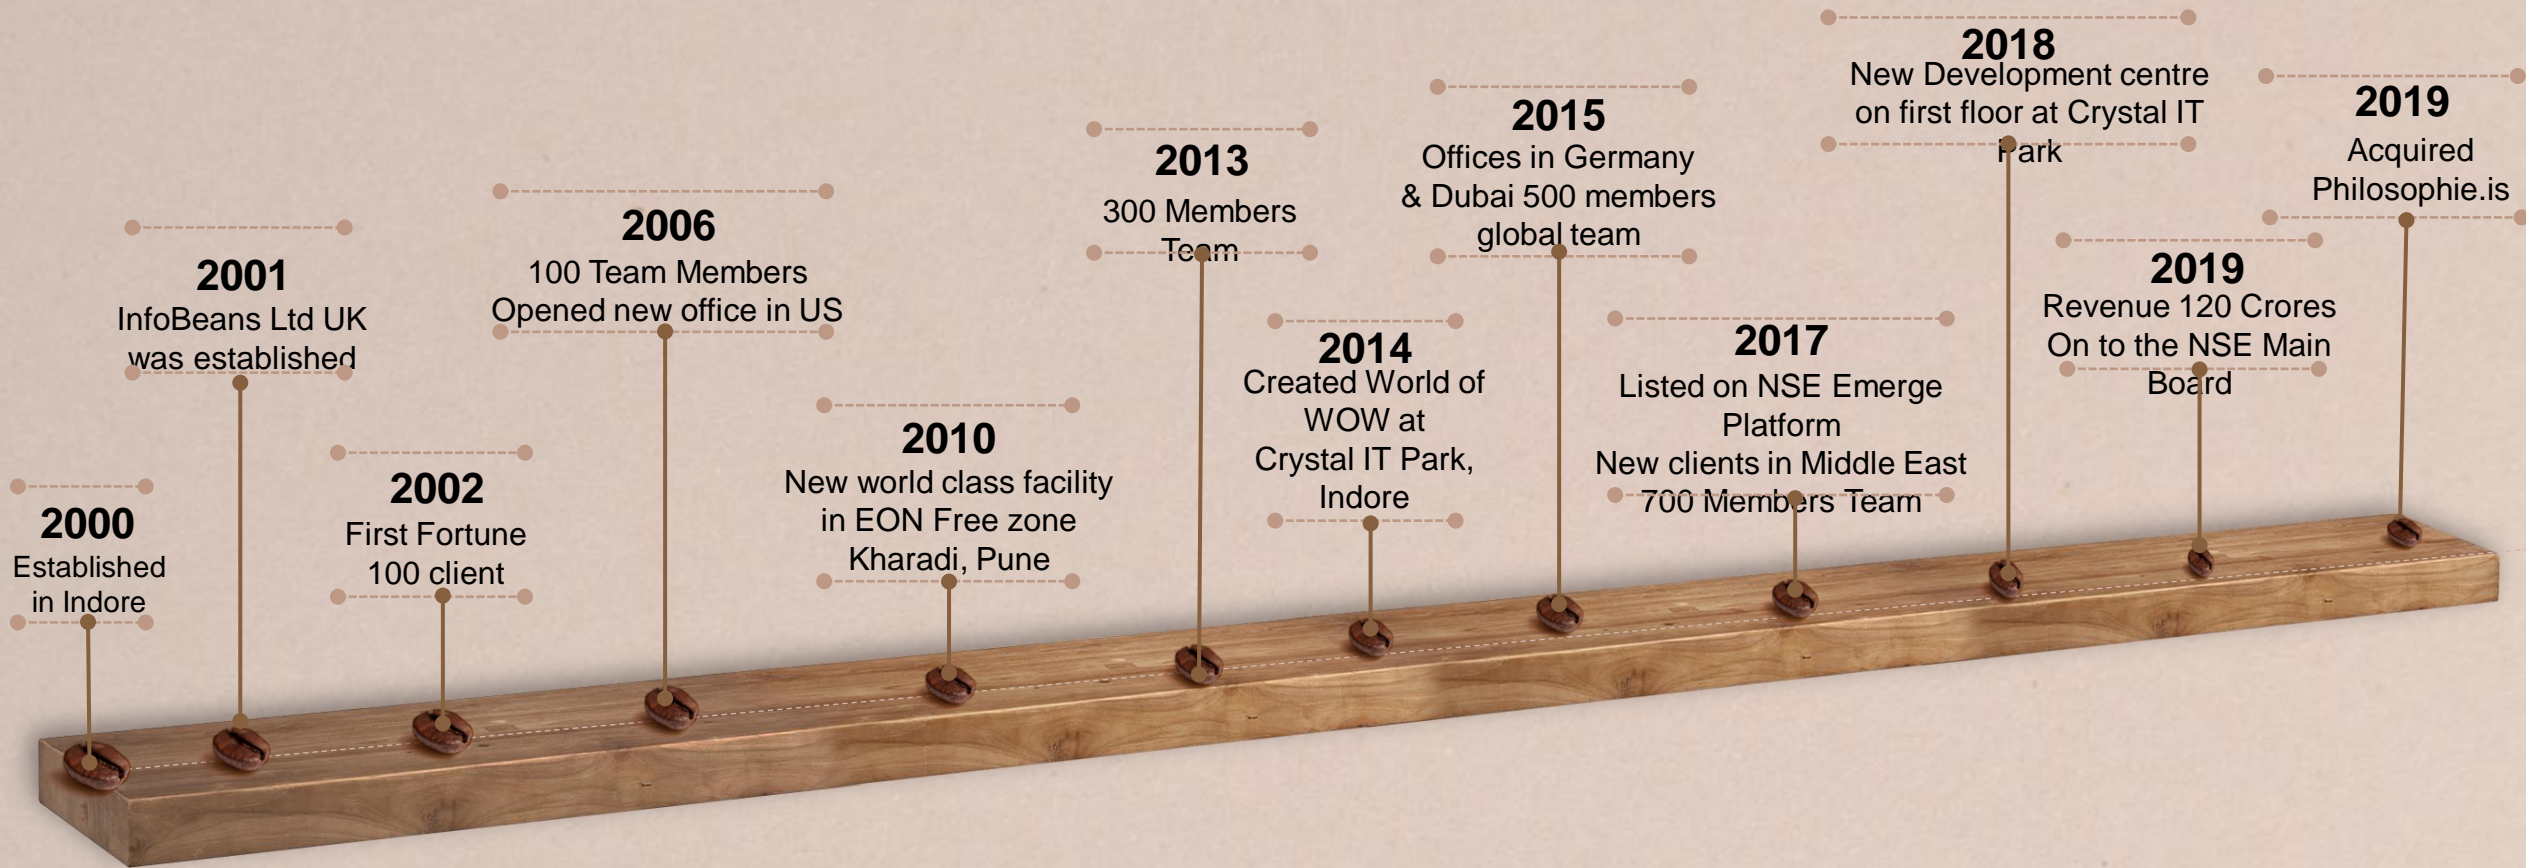 2000
Established
in Indore
2001
InfoBeans Ltd UK
was established
2002
First Fortune
100 client
2006
100 Team Members
Opened new office in US
2010
New world class facility
in EON Free zone
Kharadi, Pune
2013
300 Members
Team
2014
Created World of
WOW at
Crystal IT Park,
Indore
2015
Offices in Germany
& Dubai 500 members
global team
2017
Listed on NSE Emerge
Platform
New clients in Middle East
700 Members Team
2018
New Development centre
on first floor at Crystal IT
Park
2019
Revenue 120 Crores
On to the NSE Main
Board
2019
Acquired
Philosophie.is